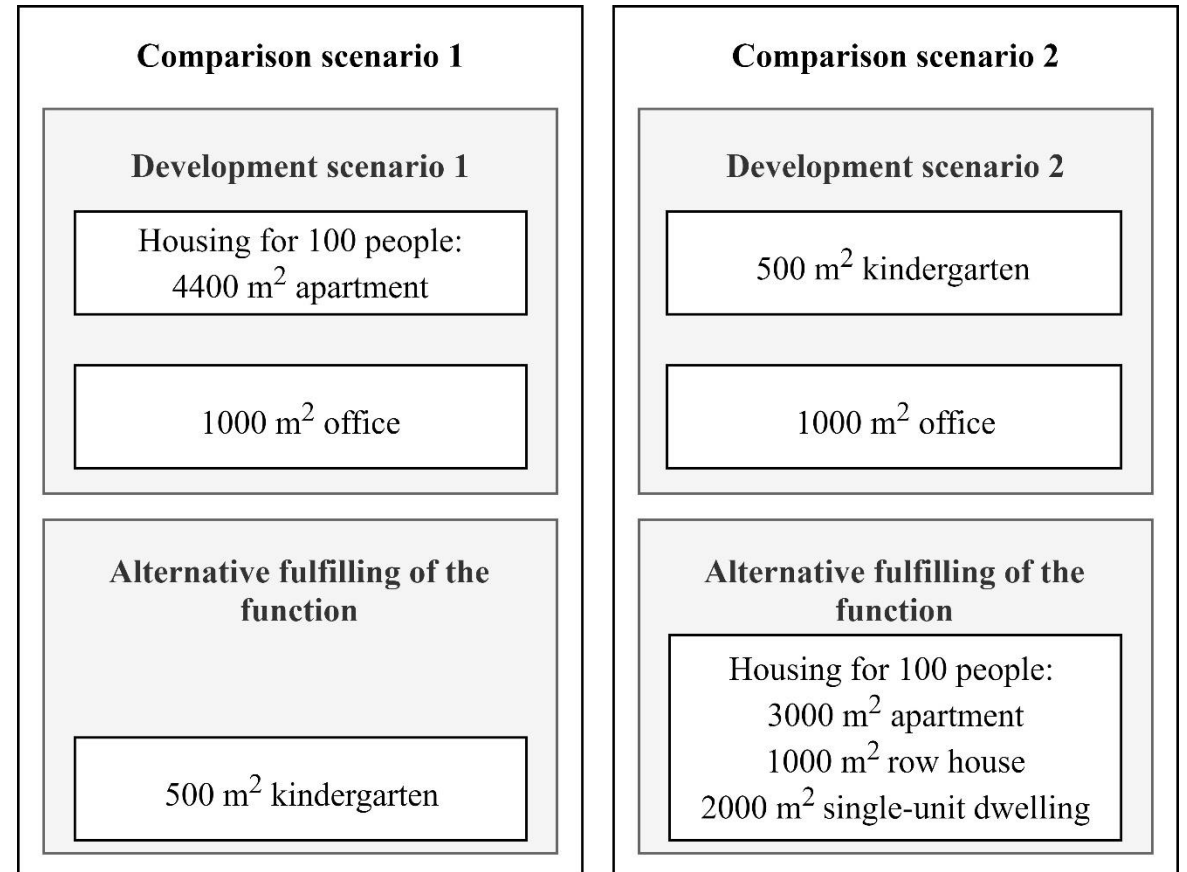 Comparison scenario 1
Development scenario 1
Housing for 100 people:
4400 m² apartment
1000 m² office
Alternative fulfilling of the
function
500 m² kindergarten
Comparison scenario 2
Development scenario 2
500 m² kindergarten
1000 m² office
Alternative fulfilling of the
function
Housing for 100 people:
3000 m² apartment
1000 m² row house
2000 m² single-unit dwelling